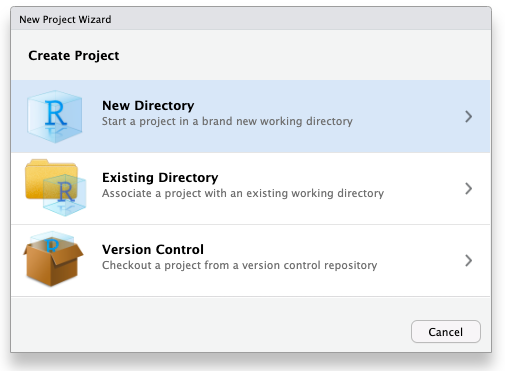 New Project Wizard
Create Project
New Directory
Start a project in a brand new working directory
Existing Directory
Associate a project with an existing working directory
Version Control
Checkout a project from a version control repository
Cancel